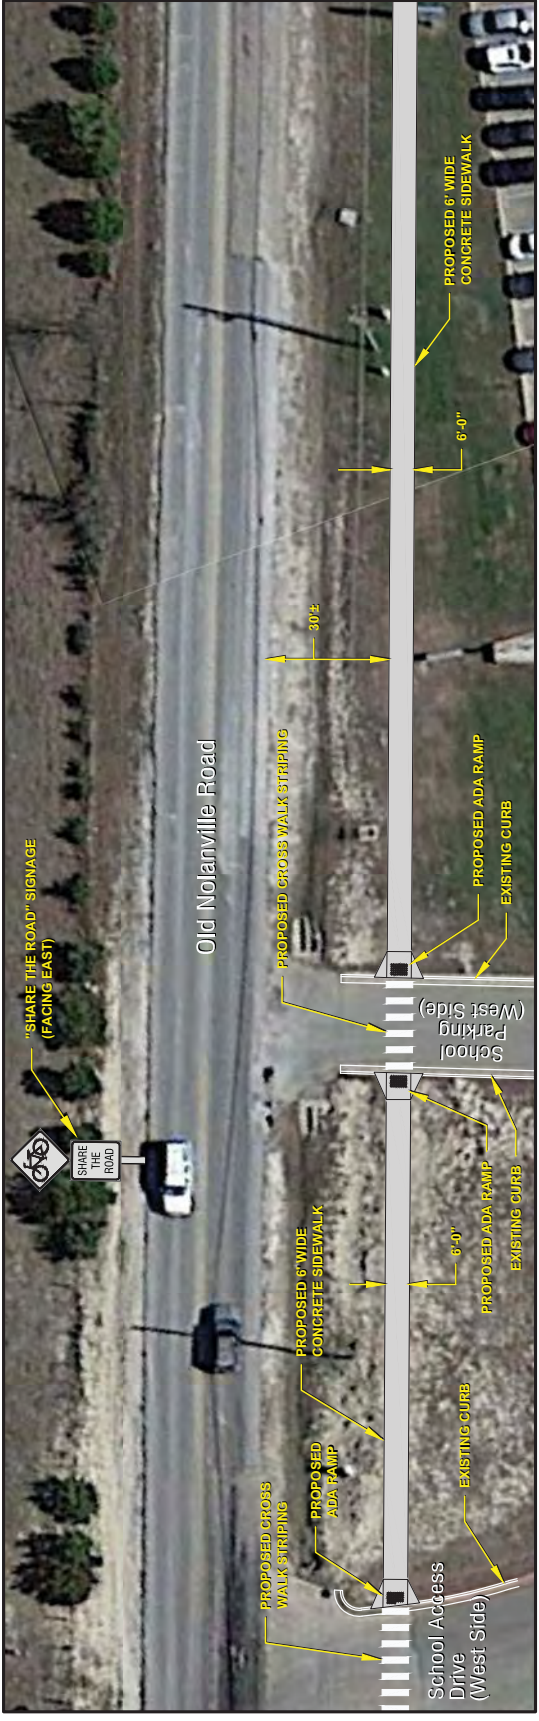 "SHARE THE ROAD" SIGNAGE
(FACING EAST)
SHARE
THE
ROAD
Old Nolanville Road
PROPOSED CROSS
WALK STRIPING
PROPOSED
ADA RAMP
PROPOSED 6' WIDE
CONCRETE SIDEWALK
PROPOSED CROSS WALK STRIPING
30'±
PROPOSED 6' WIDE
CONCRETE SIDEWALK
School Access
Drive
(West Side)
EXISTING CURB
6'-0"
PROPOSED ADA RAMP
EXISTING CURB
School
Parking
(West Side)
PROPOSED ADA RAMP
EXISTING CURB
6'-0"